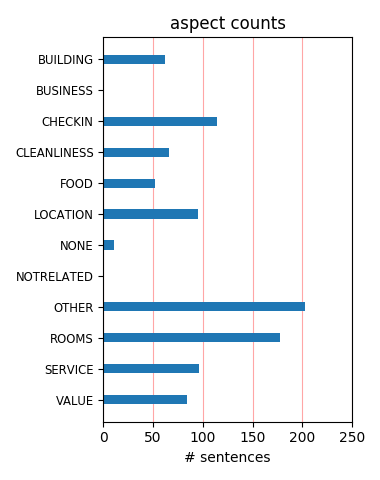 aspect counts
BUILDING
BUSINESS
CHECKIN
CLEANLINESS
FOOD
LOCATION
NONE
NOTRELATED
OTHER
ROOMS
SERVICE
VALUE
0 50 100 150 200 250
# sentences